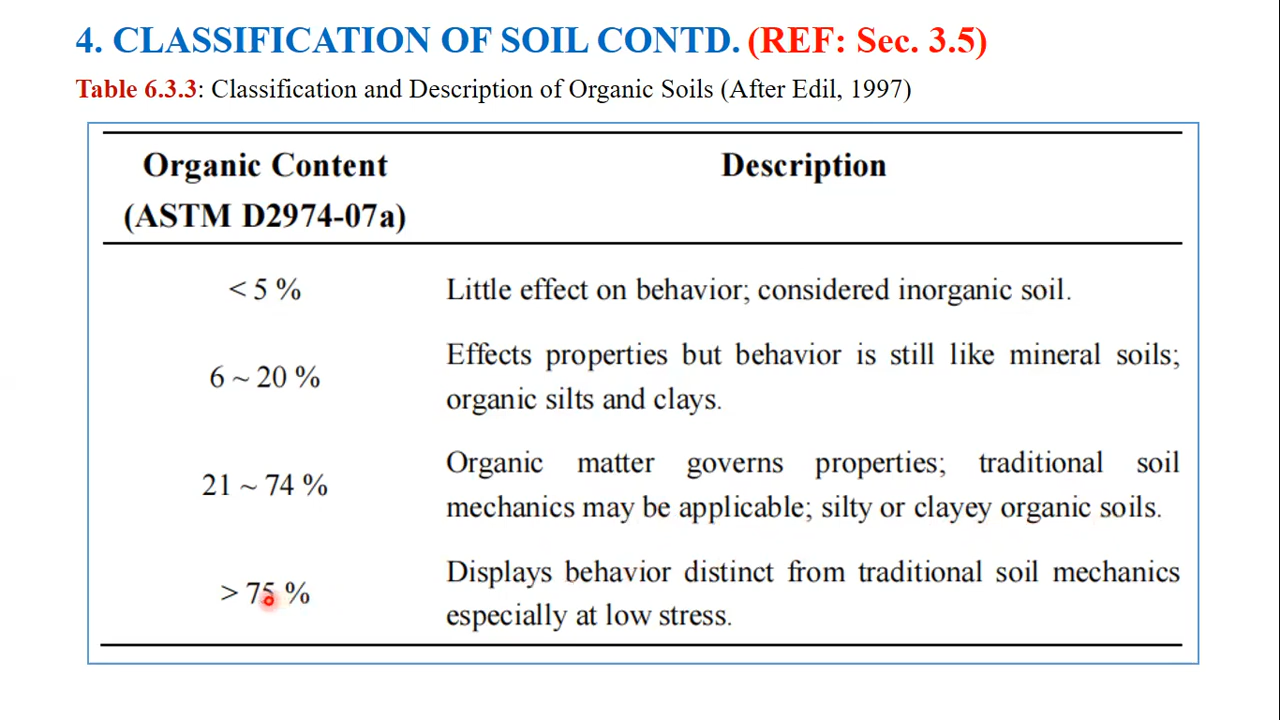 4. CLASSIFICATION OF SOIL CONTD. (REF: Sec. 3.5)
Table 6.3.3: Classification and Description of Organic Soils (After Edil, 1997)
Organic Content
(ASTM D2974-07a)
Description
< 5 %
Little effect on behavior; considered inorganic soil.
6 ~ 20 %
Effects properties but behavior is still like mineral soils;
organic silts and clays.
21 ~ 74 %
Organic matter governs properties; traditional soil
mechanics may be applicable; silty or clayey organic soils.
> 75 %
Displays behavior distinct from traditional soil mechanics
especially at low stress.